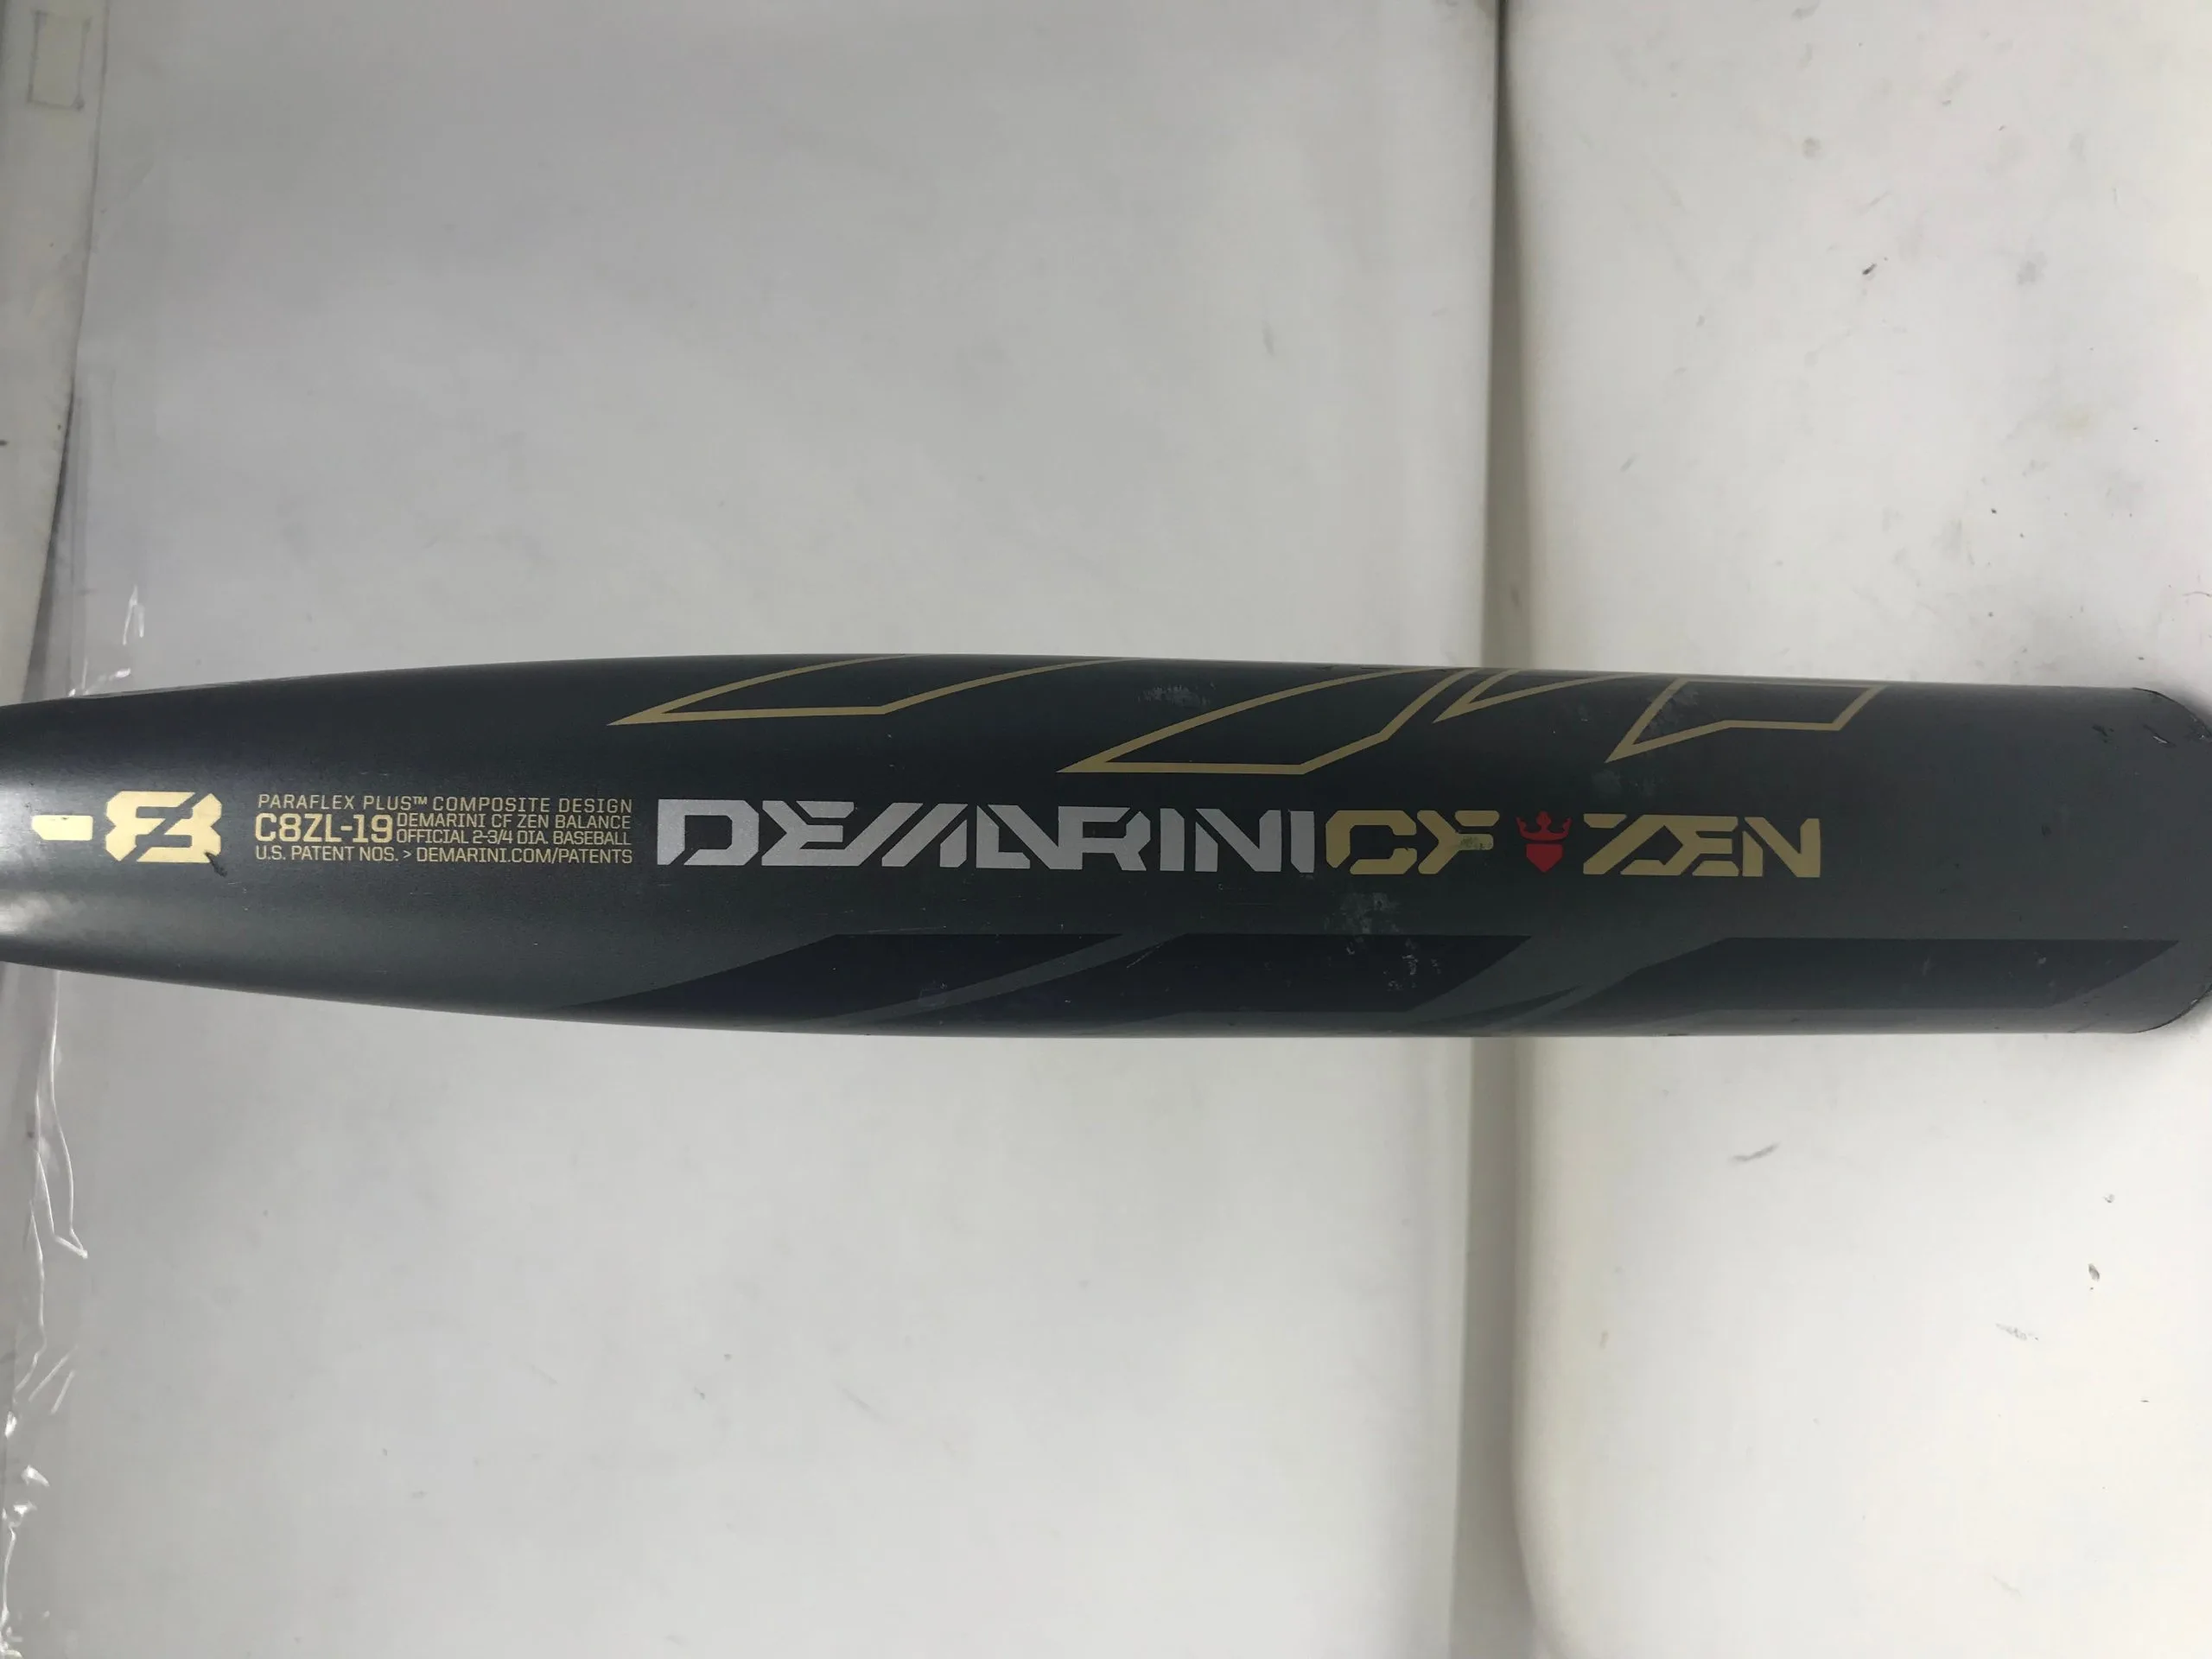 -8
PARAFLEX PLUS™ COMPOSITE DESIGN
C8ZL-19
DEMARINI CF ZEN BALANCE
OFFICIAL 2-3/4 DIA. BASEBALL
U.S. PATENT NOS. > DEMARINI.COM/PATENTS
DEMARINI CF ZEN